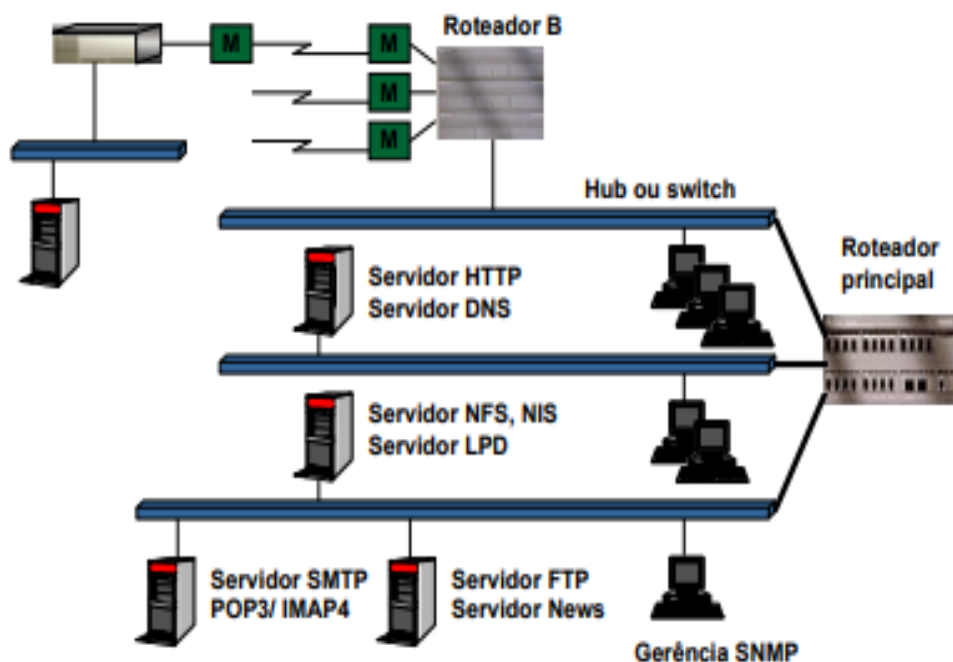 Roteador B
M
M
M
M
Hub ou switch
Roteador
principal
Servidor HTTP
Servidor DNS
Servidor NFS, NIS
Servidor LPD
Servidor SMTP
POP3/ IMAP4
Servidor FTP
Servidor News
Gerência SNMP